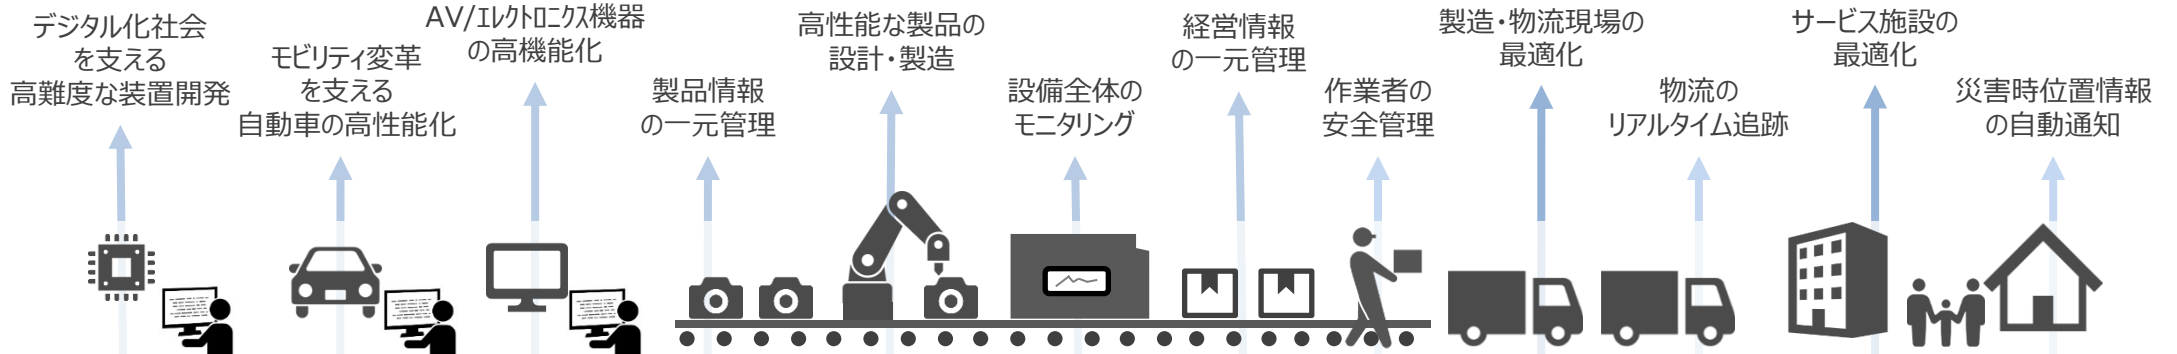 デジタル化社会
を支える
高難度な装置開発
モビリティ変革
を支える
自動車の高性能化
AV/ｴﾚｸﾄﾛﾆｸｽ機器
の高機能化
製品情報
の一元管理
高性能な製品の
設計・製造
設備全体の
モニタリング
経営情報
の一元管理
作業者の
安全管理
製造・物流現場の
最適化
物流の
リアルタイム追跡
サービス施設の
最適化
災害時位置情報
の自動通知